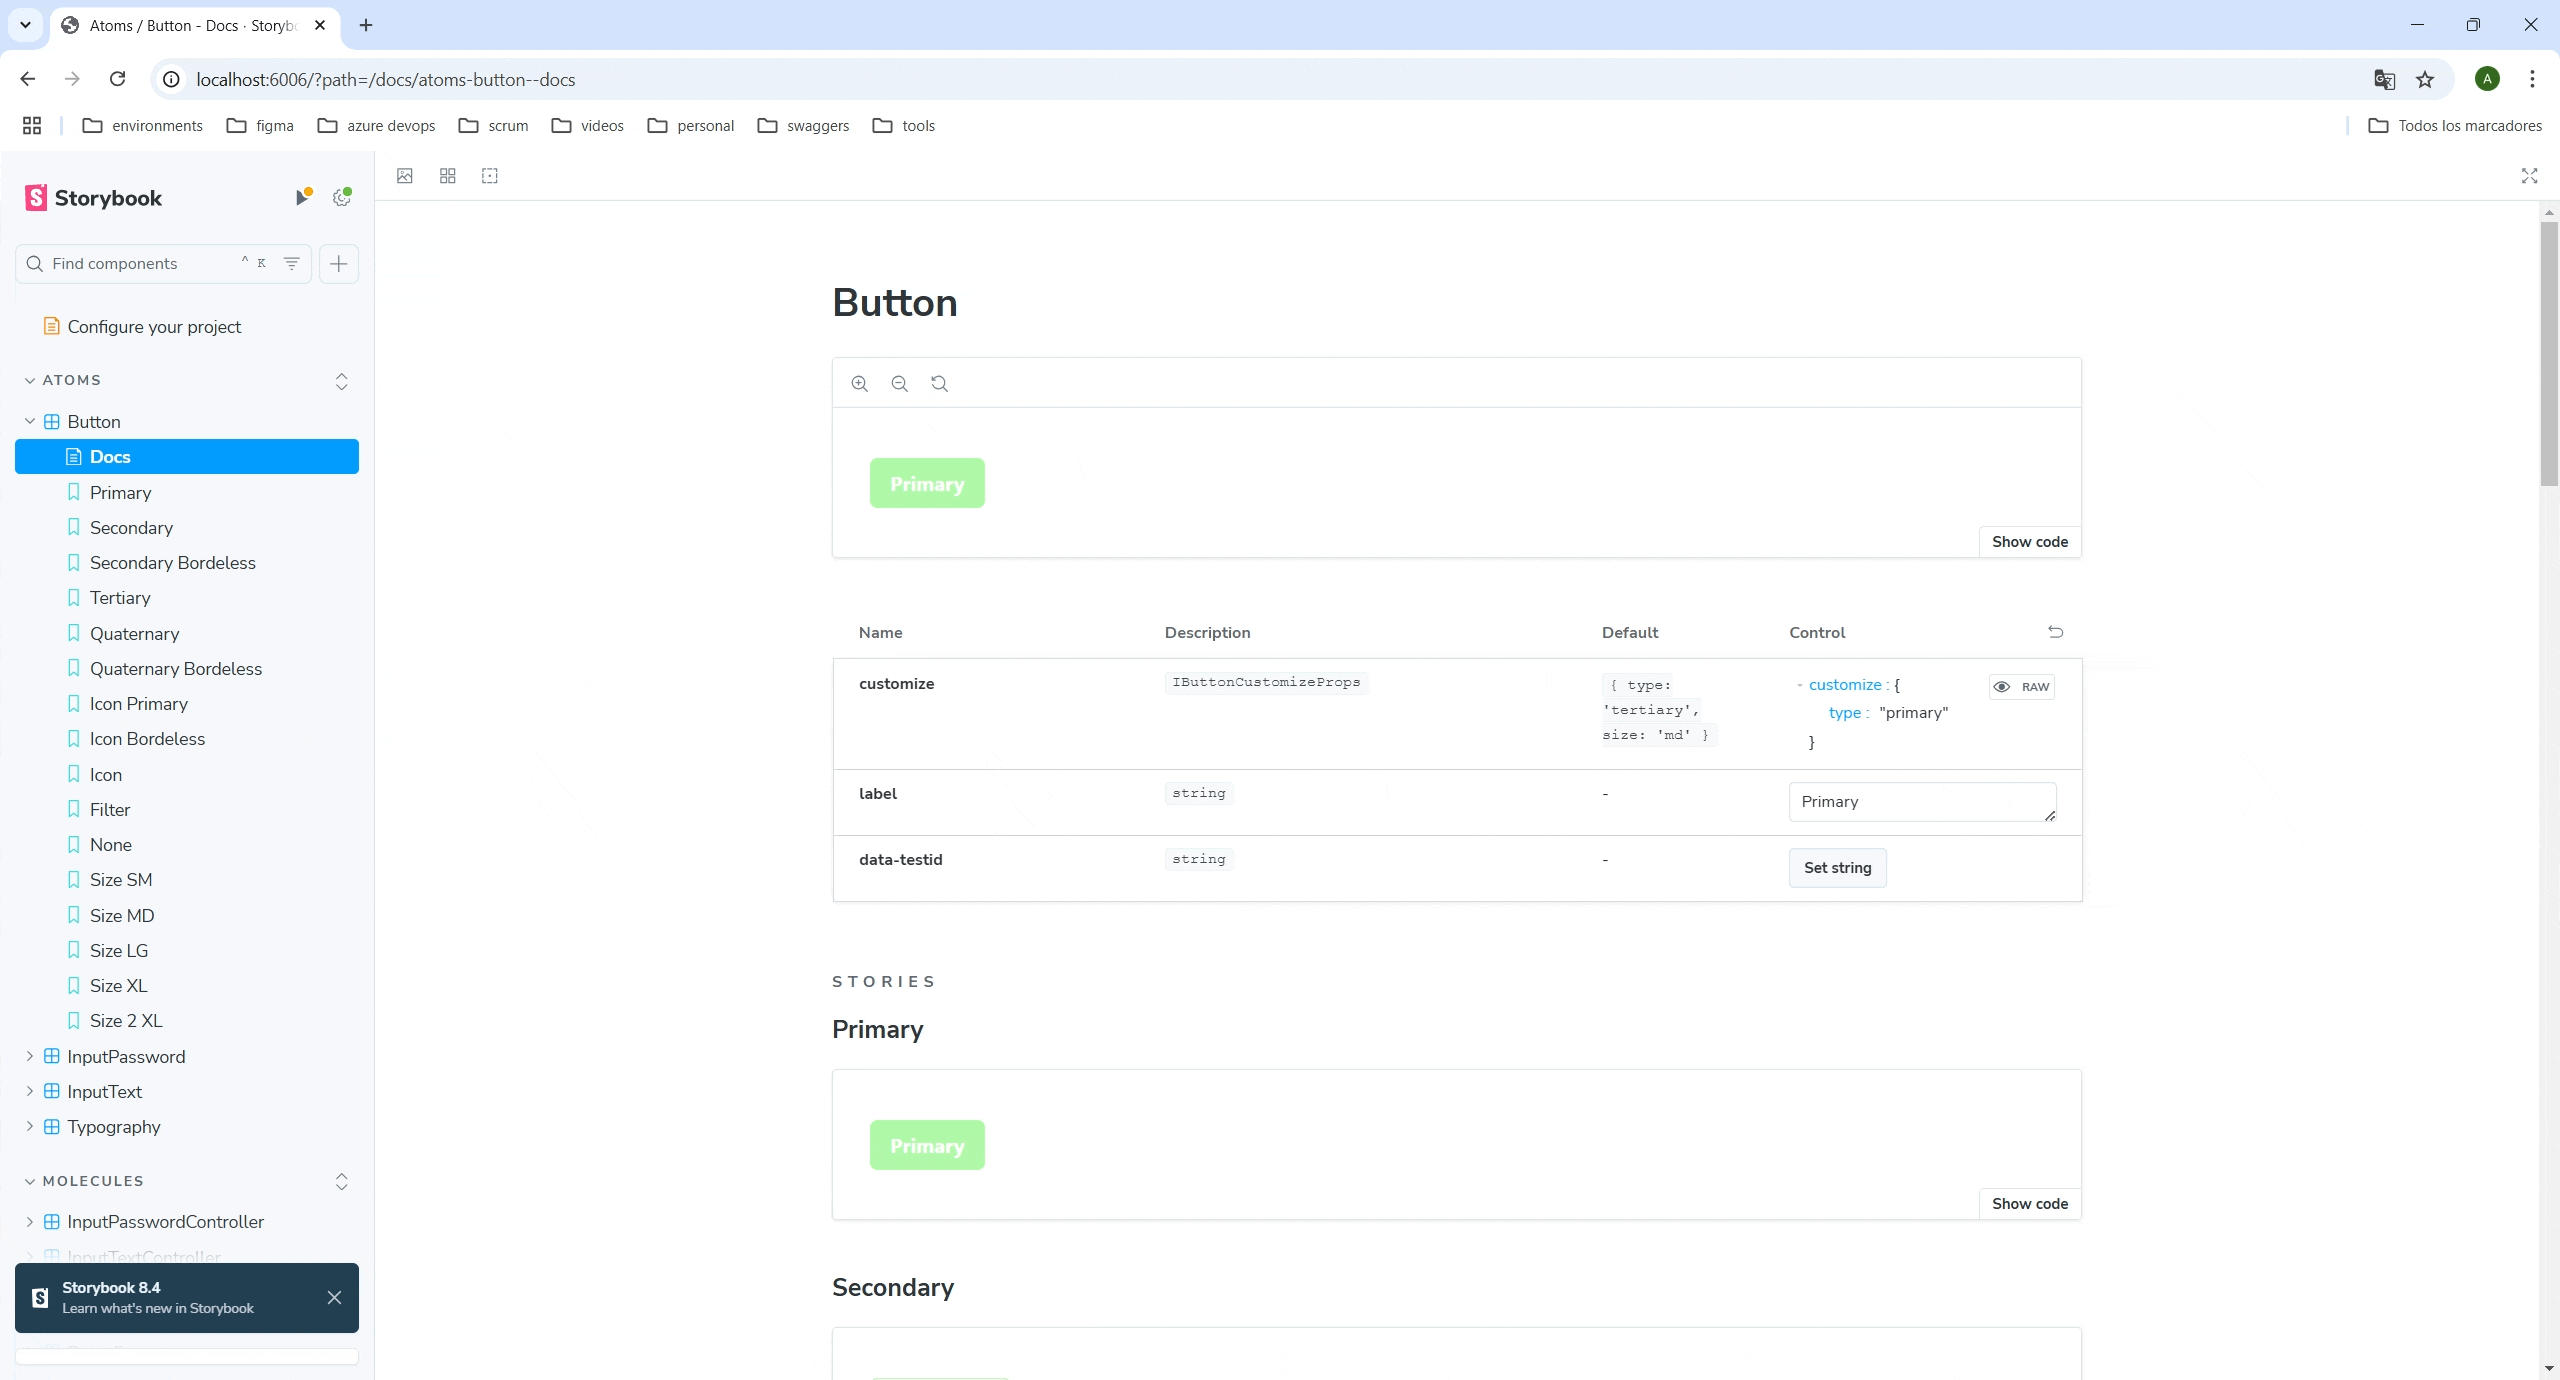 Atoms / Button - Docs · Storyb
localhost:6006/?path=/docs/atoms-button--docs
A
environments
figma
azure devops
scrum
videos
personal
swaggers
tools
Todos los marcadores
Storybook
Find components
^ K
Configure your project
ATOMS
Button
Docs
Primary
Secondary
Secondary Bordeless
Tertiary
Quaternary
Quaternary Bordeless
Icon Primary
Icon Bordeless
Icon
Filter
None
Size SM
Size MD
Size LG
Size XL
Size 2 XL
InputPassword
InputText
Typography
MOLECULES
InputPasswordController
InputTextController
Storybook 8.4
Learn what's new in Storybook
Button
Primary
Show code
Name Description Default Control
customize IButtonCustomizeProps
{ type:
'tertiary',
size: 'md' }
customize : {
type : "primary"
}
RAW
label string - Primary
data-testid string - Set string
STORIES
Primary
Primary
Show code
Secondary